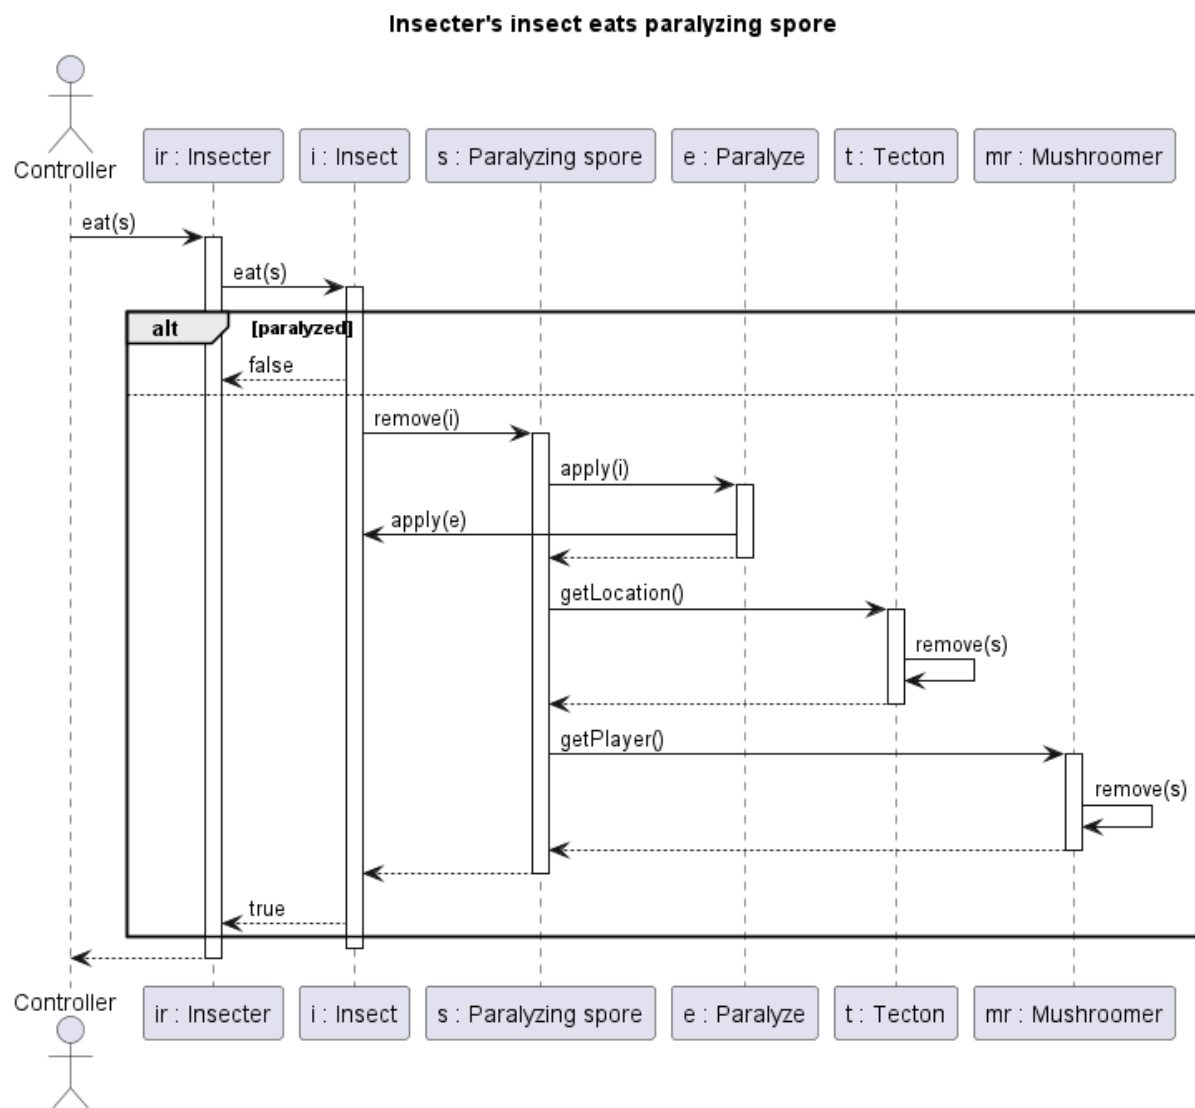 Insecter's insect eats paralyzing spore
Controller
ir : Insecter
i : Insect
s : Paralyzing spore
e : Paralyze
t : Tecton
mr : Mushroomer
eat(s)
eat(s)
alt
[paralyzed]
false
remove(i)
apply(i)
apply(e)
getLocation()
remove(s)
getPlayer()
remove(s)
true
Controller
ir : Insecter
i : Insect
s : Paralyzing spore
e : Paralyze
t : Tecton
mr : Mushroomer